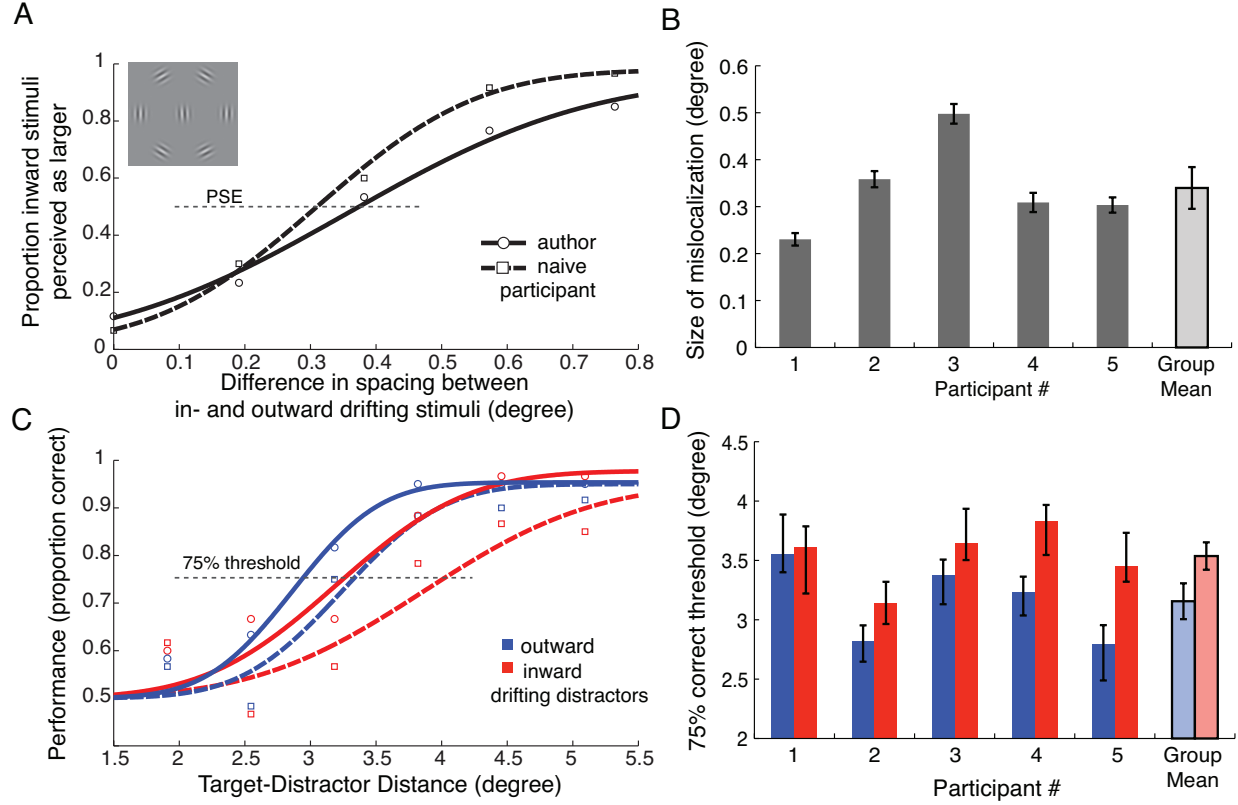 A
Proportion inward stimuli
perceived as larger
1
0.8
0.6
0.4
0.2
0
PSE
author
naive
participant
0 0.1 0.2 0.3 0.4 0.5 0.6 0.7 0.8
Difference in spacing between
in- and outward drifting stimuli (degree)
B
Size of mislocalization (degree)
0.6
0.5
0.4
0.3
0.2
0.1
0
1 2 3 4 5 Group
Mean
Participant #
C
Performance (proportion correct)
1
0.9
0.8
0.7
0.6
0.5
75% threshold
outward
inward
drifting distractors
1.5 2 2.5 3 3.5 4 4.5 5 5.5
Target-Distractor Distance (degree)
D
75% correct threshold (degree)
4.5
4
3.5
3
2.5
2
1 2 3 4 5 Group
Mean
Participant #